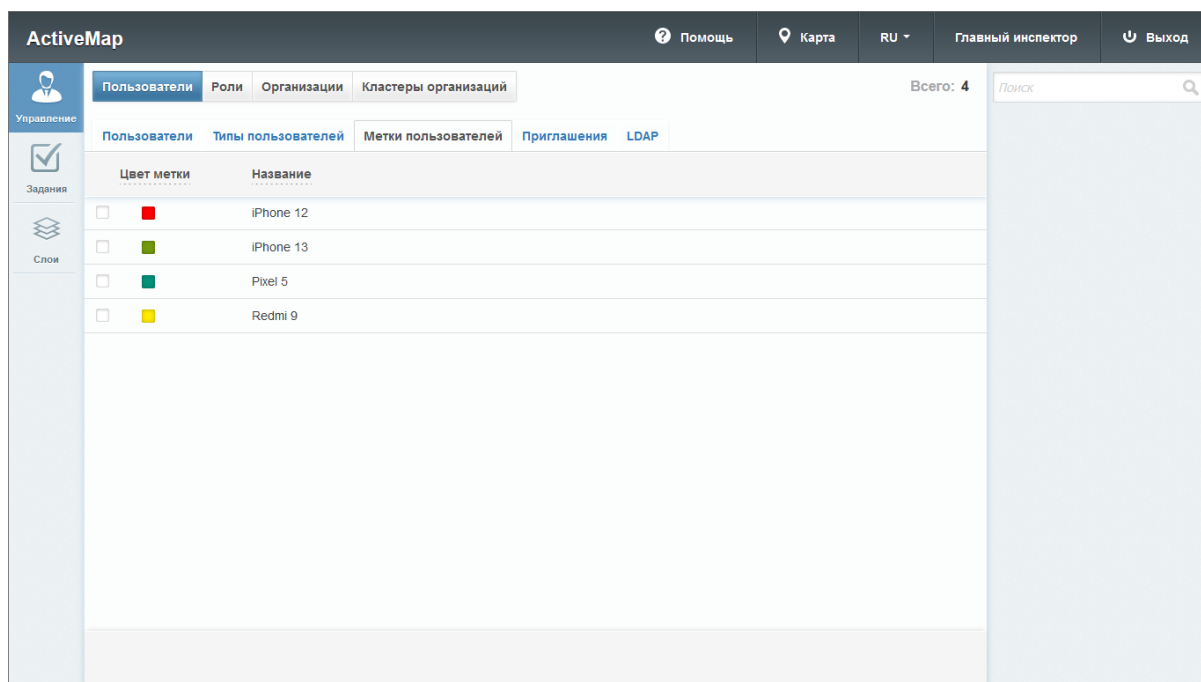 ActiveMap Помощь Карта RU Главный инспектор Выход
Управление
Задания
Слои
Пользователи Роли Организации Кластеры организаций Всего: 4 Поиск
Пользователи Типы пользователей Метки пользователей Приглашения LDAP
Цвет метки Название
iPhone 12
iPhone 13
Pixel 5
Redmi 9